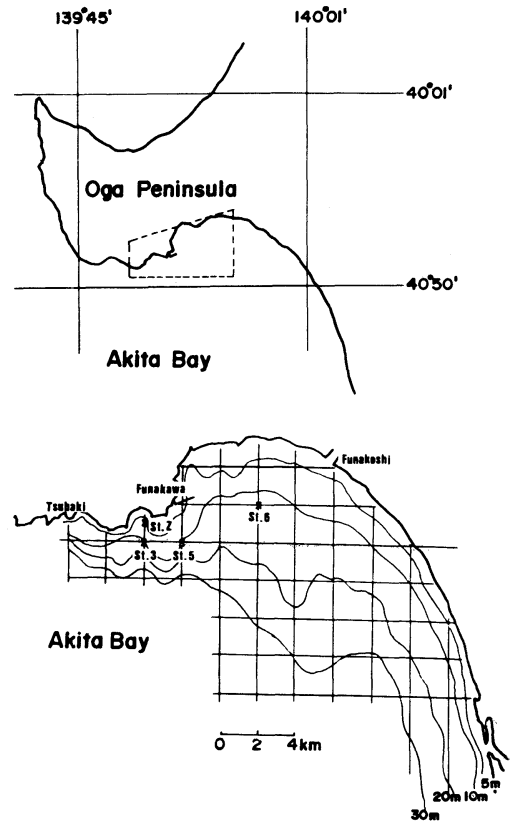 139°45'
140°01'
40°01'
Oga Peninsula
40°50'
Akita Bay
Funakoshi
Funakawa
Tsubaki
St.2
St.6
St.3
St.5
Akita Bay
0 2 4km
5m
20m 10m
30m